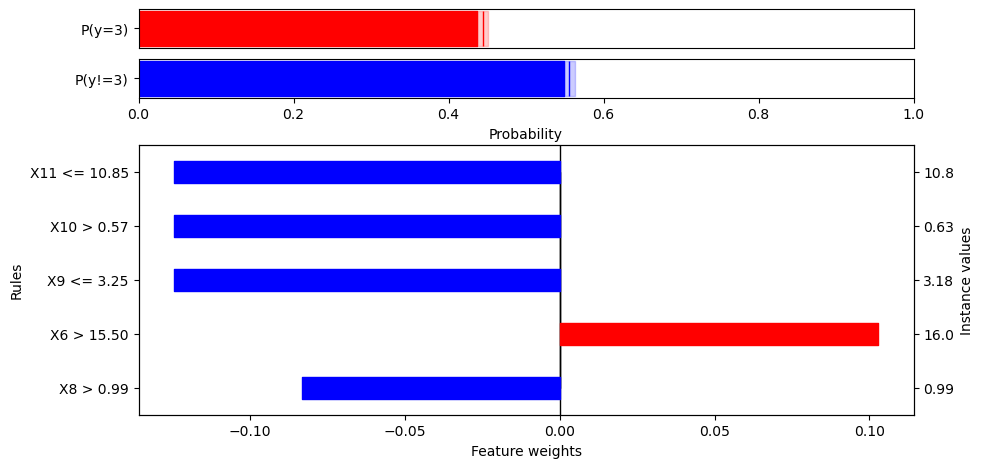 P(y=3)
P(y!=3)
0.0 0.2 0.4 0.6 0.8 1.0
Probability
X11 <= 10.85 10.8
X10 > 0.57 0.63
X9 <= 3.25 3.18
X6 > 15.50 16.0
X8 > 0.99 0.99
Rules
Instance values
−0.10 −0.05 0.00 0.05 0.10
Feature weights